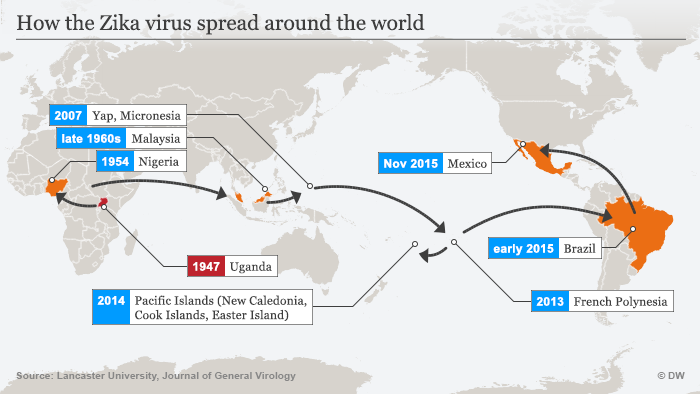 How the Zika virus spread around the world
2007 Yap, Micronesia
late 1960s Malaysia
1954 Nigeria
Nov 2015 Mexico
early 2015 Brazil
1947 Uganda
2014 Pacific Islands (New Caledonia,
Cook Islands, Easter Island)
2013 French Polynesia
Source: Lancaster University, Journal of General Virology
© DW